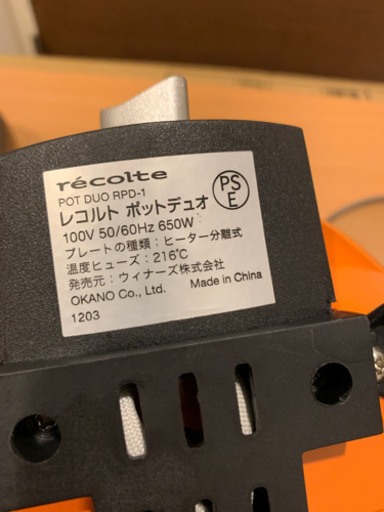 récolte
POT DUO RPD-1
レコルト ポットデュオ
PS
E
100V 50/60Hz 650W
プレートの種類：ヒーター分離式
温度ヒューズ：216℃
発売元：ウィナーズ株式会社
OKANO Co., Ltd. Made in China
1203